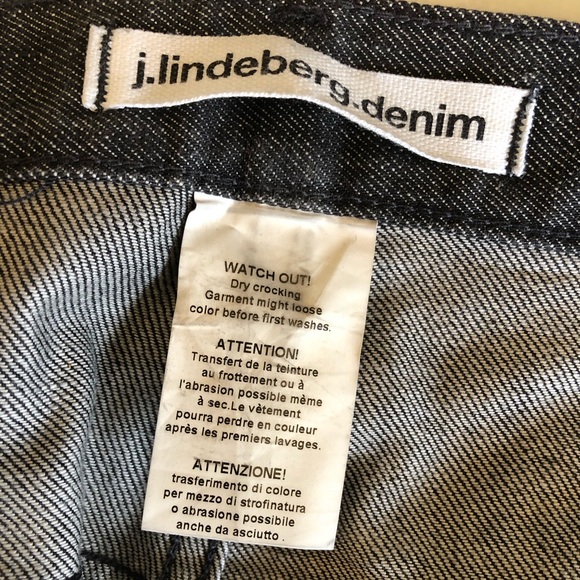 j.lindeberg.denim
WATCH OUT!
Dry crocking
Garment might loose
color before first washes.
ATTENTION!
Transfert de la teinture
au frottement ou à
l'abrasion possible mème
à sec.Le vètement
pourra perdre en couleur
après les premiers lavages.
ATTENZIONE!
trasferimento di colore
per mezzo di strofinatura
o abrasione possibile
anche da asciutto .